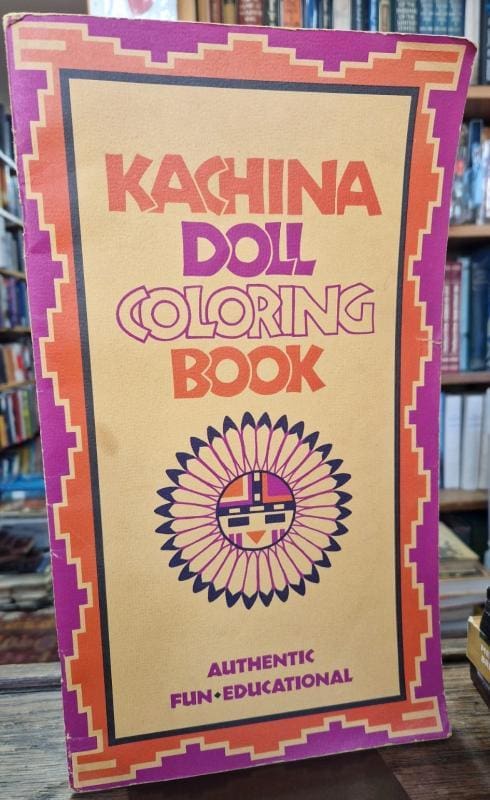 KACHINA
DOLL
COLORING
BOOK
AUTHENTIC
FUN◆EDUCATIONAL